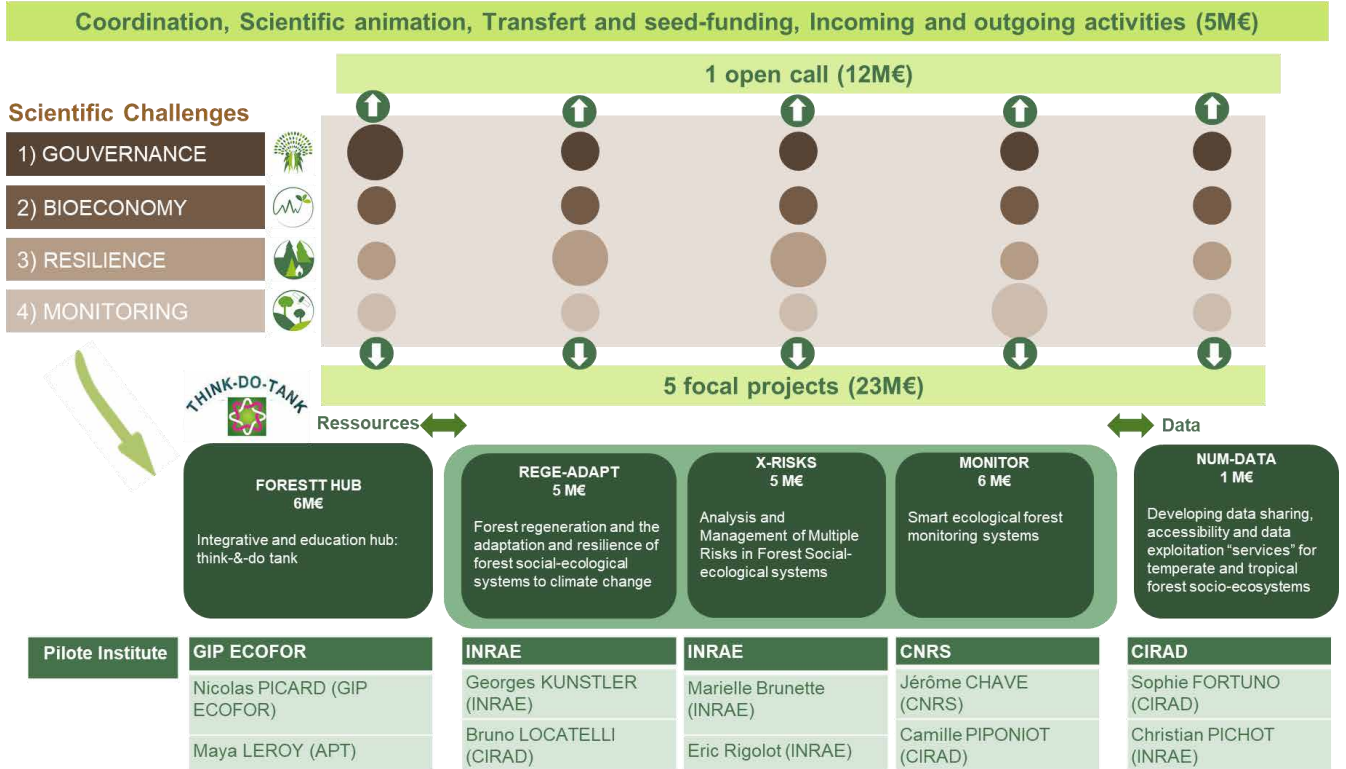 Coordination, Scientific animation, Transfert and seed-funding, Incoming and outgoing activities (5M€)
1 open call (12M€)
Scientific Challenges
1) GOUVERNANCE
2) BIOECONOMY
3) RESILIENCE
4) MONITORING
5 focal projects (23M€)
THINK-DO-TANK
Ressources
Data
FORESTT HUB
6M€
Integrative and education hub:
think-&-do tank
REGE-ADAPT
5 M€
Forest regeneration and the
adaptation and resilience of
forest social-ecological
systems to climate change
X-RISKS
5 M€
Analysis and
Management of Multiple
Risks in Forest Social-
ecological systems
MONITOR
6 M€
Smart ecological forest
monitoring systems
NUM-DATA
1 M€
Developing data sharing,
accessibility and data
exploitation “services” for
temperate and tropical
forest socio-ecosystems
Pilote Institute
GIP ECOFOR
Nicolas PICARD (GIP
ECOFOR)
Maya LEROY (APT)
INRAE
Georges KUNSTLER
(INRAE)
Bruno LOCATELLI
(CIRAD)
INRAE
Marielle Brunette
(INRAE)
Eric Rigolot (INRAE)
CNRS
Jérôme CHAVE
(CNRS)
Camille PIPONIOT
(CIRAD)
CIRAD
Sophie FORTUNO
(CIRAD)
Christian PICHOT
(INRAE)